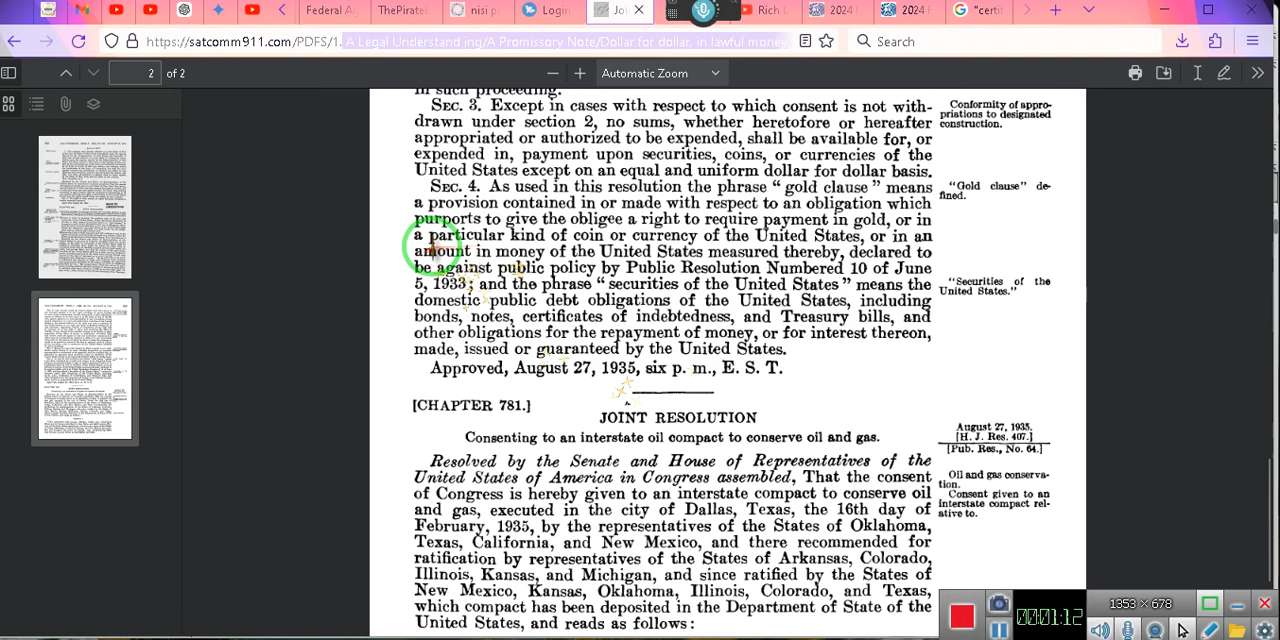 Federal Ag
ThePirateB
nisi pr
Login
Joi
Rich L
2024 F
2024 F
"certif
https://satcomm911.com/PDFS/1. A Legal Understand ing/A Promissory Note/Dollar for dollar, in lawful money
Search
2 of 2
Automatic Zoom
in such proceeding.
SEC. 3. Except in cases with respect to which consent is not with-
drawn under section 2, no sums, whether heretofore or hereafter
appropriated or authorized to be expended, shall be available for, or
expended in, payment upon securities, coins, or currencies of the
United States except on an equal and uniform dollar for dollar basis.
SEC. 4. As used in this resolution the phrase "gold clause" means
a provision contained in or made with respect to an obligation which
purports to give the obligee a right to require payment in gold, or in
a particular kind of coin or currency of the United States, or in an
amount in money of the United States measured thereby, declared to
be against public policy by Public Resolution Numbered 10 of June
5, 1933; and the phrase "securities of the United States" means the
domestic public debt obligations of the United States, including
bonds, notes, certificates of indebtedness, and Treasury bills, and
other obligations for the repayment of money, or for interest thereon,
made, issued or guaranteed by the United States.
Approved, August 27, 1935, six p. m., E. S. T.
Conformity of appro-
priations to designated
construction.
"Gold clause" de-
fined.
"Securities of the
United States."
[CHAPTER 781.]
JOINT RESOLUTION
Consenting to an interstate oil compact to conserve oil and gas.
August 27, 1935.
[H. J. Res. 407.]
[Pub. Res., No. 64.]
Resolved by the Senate and House of Representatives of the
United States of America in Congress assembled, That the consent
of Congress is hereby given to an interstate compact to conserve oil
and gas, executed in the city of Dallas, Texas, the 16th day of
February, 1935, by the representatives of the States of Oklahoma,
Texas, California, and New Mexico, and there recommended for
ratification by representatives of the States of Arkansas, Colorado,
Illinois, Kansas, and Michigan, and since ratified by the States of
New Mexico, Kansas, Oklahoma, Illinois, Colorado, and Texas,
which compact has been deposited in the Department of State of the
United States, and reads as follows:
Oil and gas conserva-
tion.
Consent given to an
interstate compact rel-
ative to.
00:01:12
1353 × 678